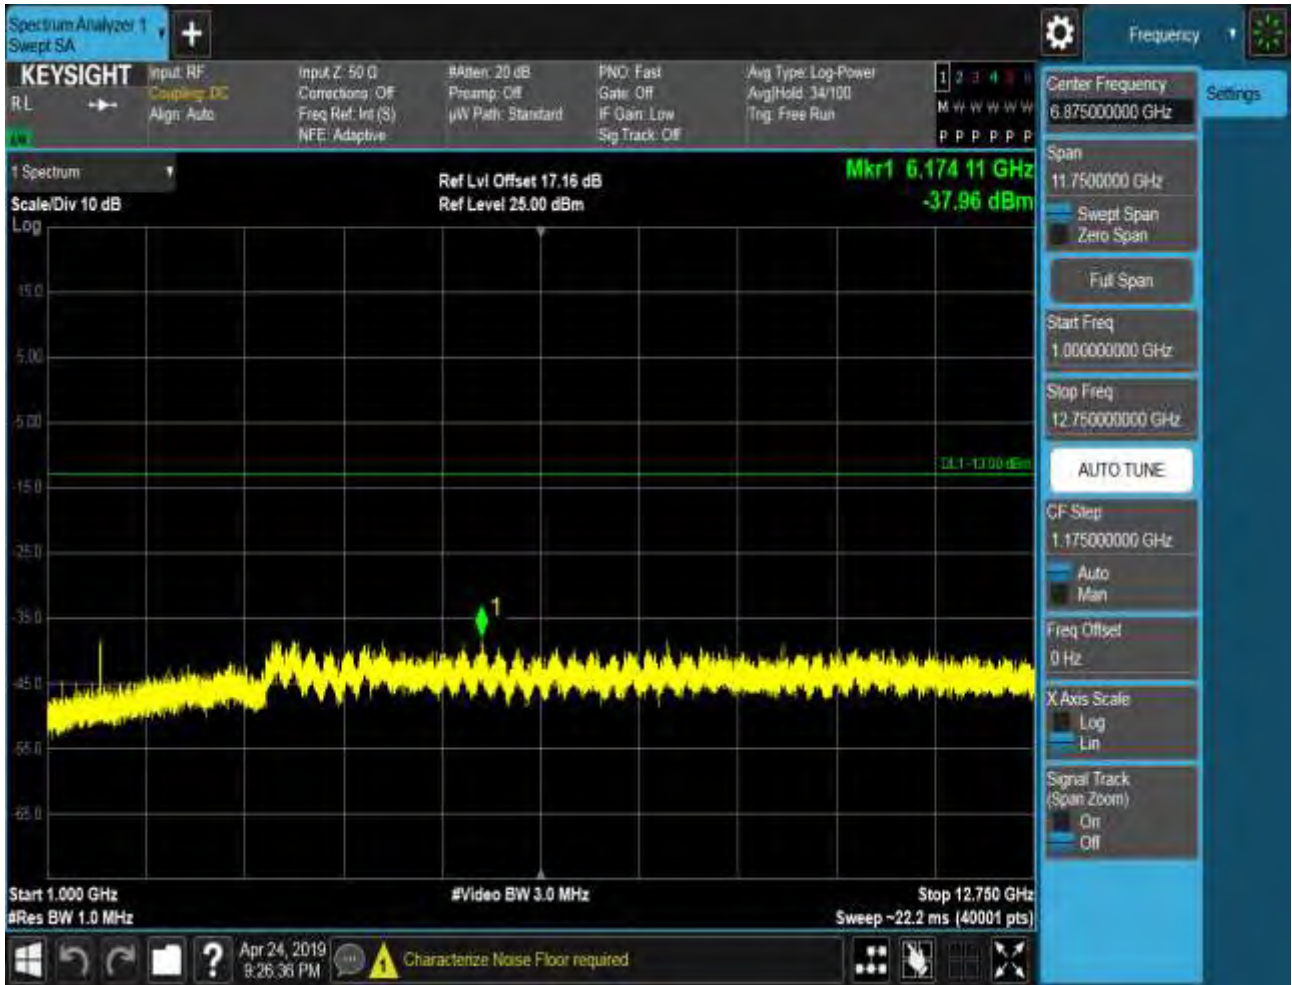 Spectrum Analyzer 1
Swept SA
Frequency
KEYSIGHT
RL
Input: RF
Coupling: DC
Align: Auto
Input Z: 50 Ω
Corrections: Off
Freq Ref: Int (S)
NFE: Adaptive
#Atten: 20 dB
Preamp: Off
µW Path: Standard
PNO: Fast
Gate: Off
IF Gain: Low
Sig Track: Off
Avg Type: Log-Power
Avg|Hold: 34/100
Trig: Free Run
1 2 3 4 5 6
M W W W W W
P P P P P P
Settings
1 Spectrum
Scale/Div 10 dB
Log
Ref Lvl Offset 17.16 dB
Ref Level 25.00 dBm
Mkr1 6.174 11 GHz
-37.96 dBm
15.0
5.00
-5.00
DL1 -13.00 dBm
-15.0
-25.0
-35.0
1
-45.0
-55.0
-65.0
Start 1.000 GHz
#Res BW 1.0 MHz
#Video BW 3.0 MHz
Stop 12.750 GHz
Sweep ~22.2 ms (40001 pts)
Center Frequency
6.875000000 GHz
Span
11.7500000 GHz
Swept Span
Zero Span
Full Span
Start Freq
1.000000000 GHz
Stop Freq
12.750000000 GHz
AUTO TUNE
CF Step
1.175000000 GHz
Auto
Man
Freq Offset
0 Hz
X Axis Scale
Log
Lin
Signal Track
(Span Zoom)
On
Off
?
Apr 24, 2019
9:26:36 PM
1
Characterize Noise Floor required